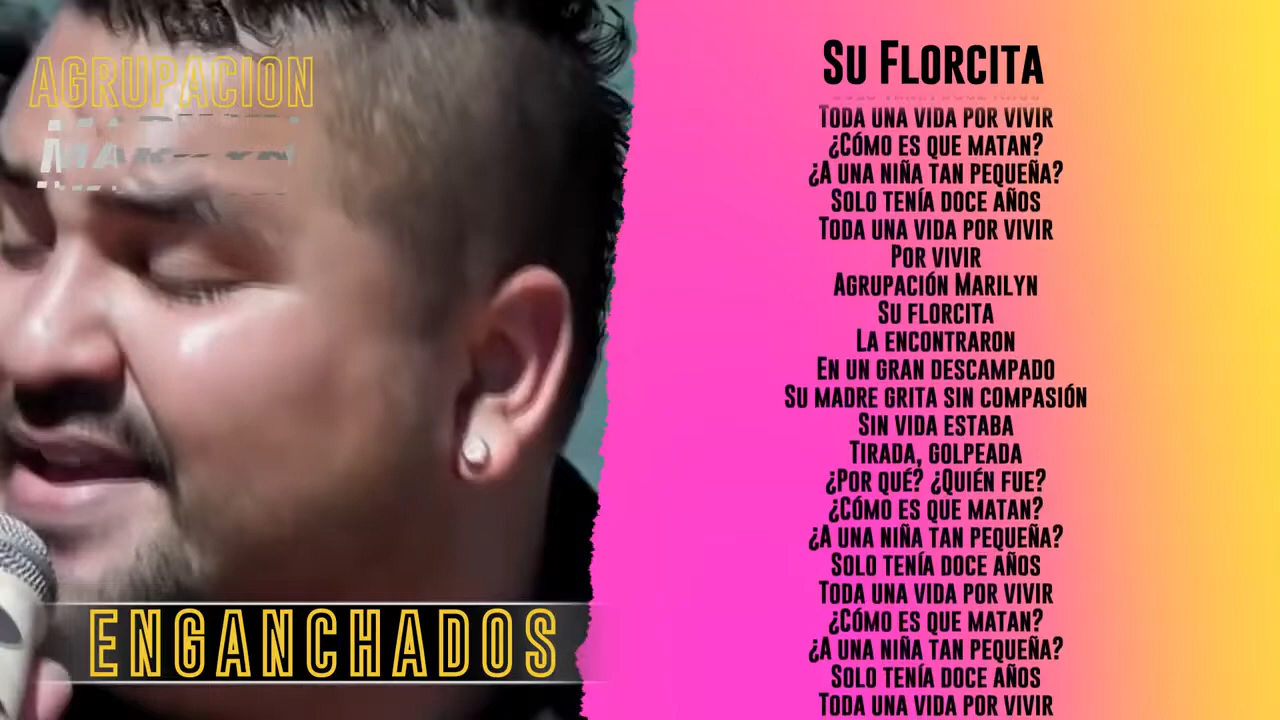 AGRUPACION
MARILYN
ENGANCHADOS
SU FLORCITA
TODA UNA VIDA POR VIVIR
¿CÓMO ES QUE MATAN?
¿A UNA NIÑA TAN PEQUEÑA?
SOLO TENÍA DOCE AÑOS
TODA UNA VIDA POR VIVIR
POR VIVIR
AGRUPACIÓN MARILYN
SU FLORCITA
LA ENCONTRARON
EN UN GRAN DESCAMPADO
SU MADRE GRITA SIN COMPASIÓN
SIN VIDA ESTABA
TIRADA, GOLPEADA
¿POR QUÉ? ¿QUIÉN FUE?
¿CÓMO ES QUE MATAN?
¿A UNA NIÑA TAN PEQUEÑA?
SOLO TENÍA DOCE AÑOS
TODA UNA VIDA POR VIVIR
¿CÓMO ES QUE MATAN?
¿A UNA NIÑA TAN PEQUEÑA?
SOLO TENÍA DOCE AÑOS
TODA UNA VIDA POR VIVIR